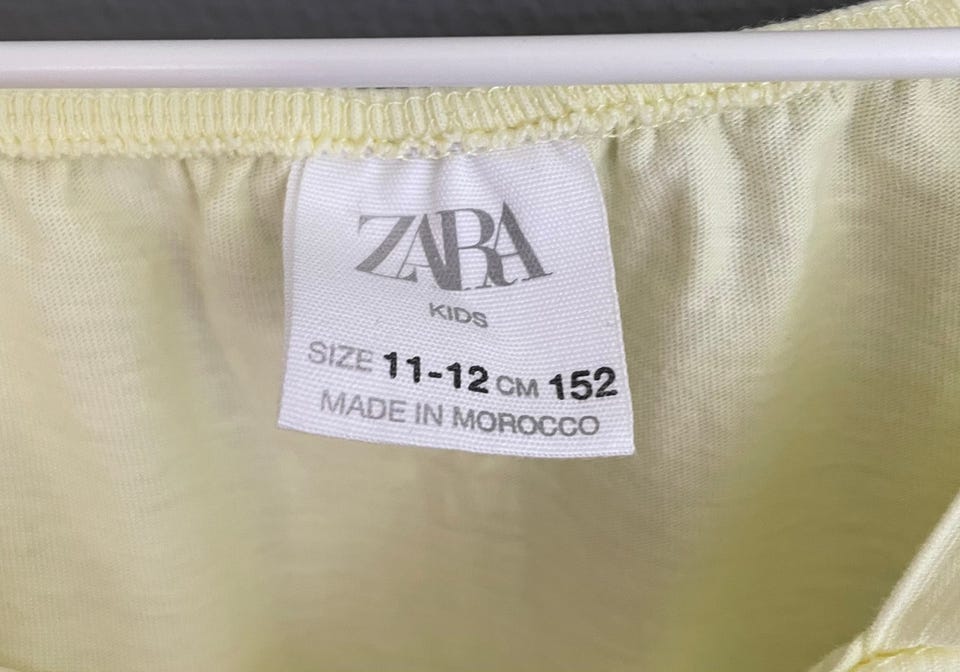 ZARA
KIDS
SIZE 11-12 CM 152
MADE IN MOROCCO